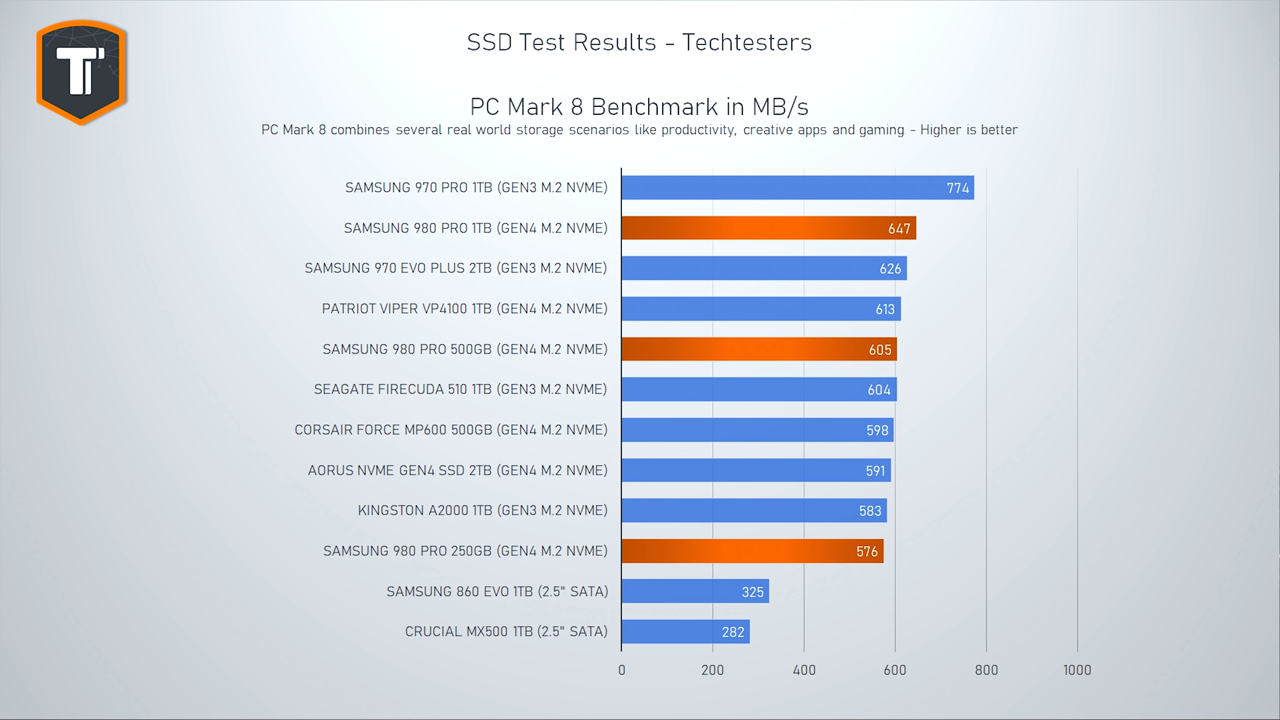 T
SSD Test Results - Techtesters
PC Mark 8 Benchmark in MB/s
PC Mark 8 combines several real world storage scenarios like productivity, creative apps and gaming - Higher is better
SAMSUNG 970 PRO 1TB (GEN3 M.2 NVME) 774
SAMSUNG 980 PRO 1TB (GEN4 M.2 NVME) 647
SAMSUNG 970 EVO PLUS 2TB (GEN3 M.2 NVME) 626
PATRIOT VIPER VP4100 1TB (GEN4 M.2 NVME) 613
SAMSUNG 980 PRO 500GB (GEN4 M.2 NVME) 605
SEAGATE FIRECUDA 510 1TB (GEN3 M.2 NVME) 604
CORSAIR FORCE MP600 500GB (GEN4 M.2 NVME) 598
AORUS NVME GEN4 SSD 2TB (GEN4 M.2 NVME) 591
KINGSTON A2000 1TB (GEN3 M.2 NVME) 583
SAMSUNG 980 PRO 250GB (GEN4 M.2 NVME) 576
SAMSUNG 860 EVO 1TB (2.5" SATA) 325
CRUCIAL MX500 1TB (2.5" SATA) 282
0 200 400 600 800 1000